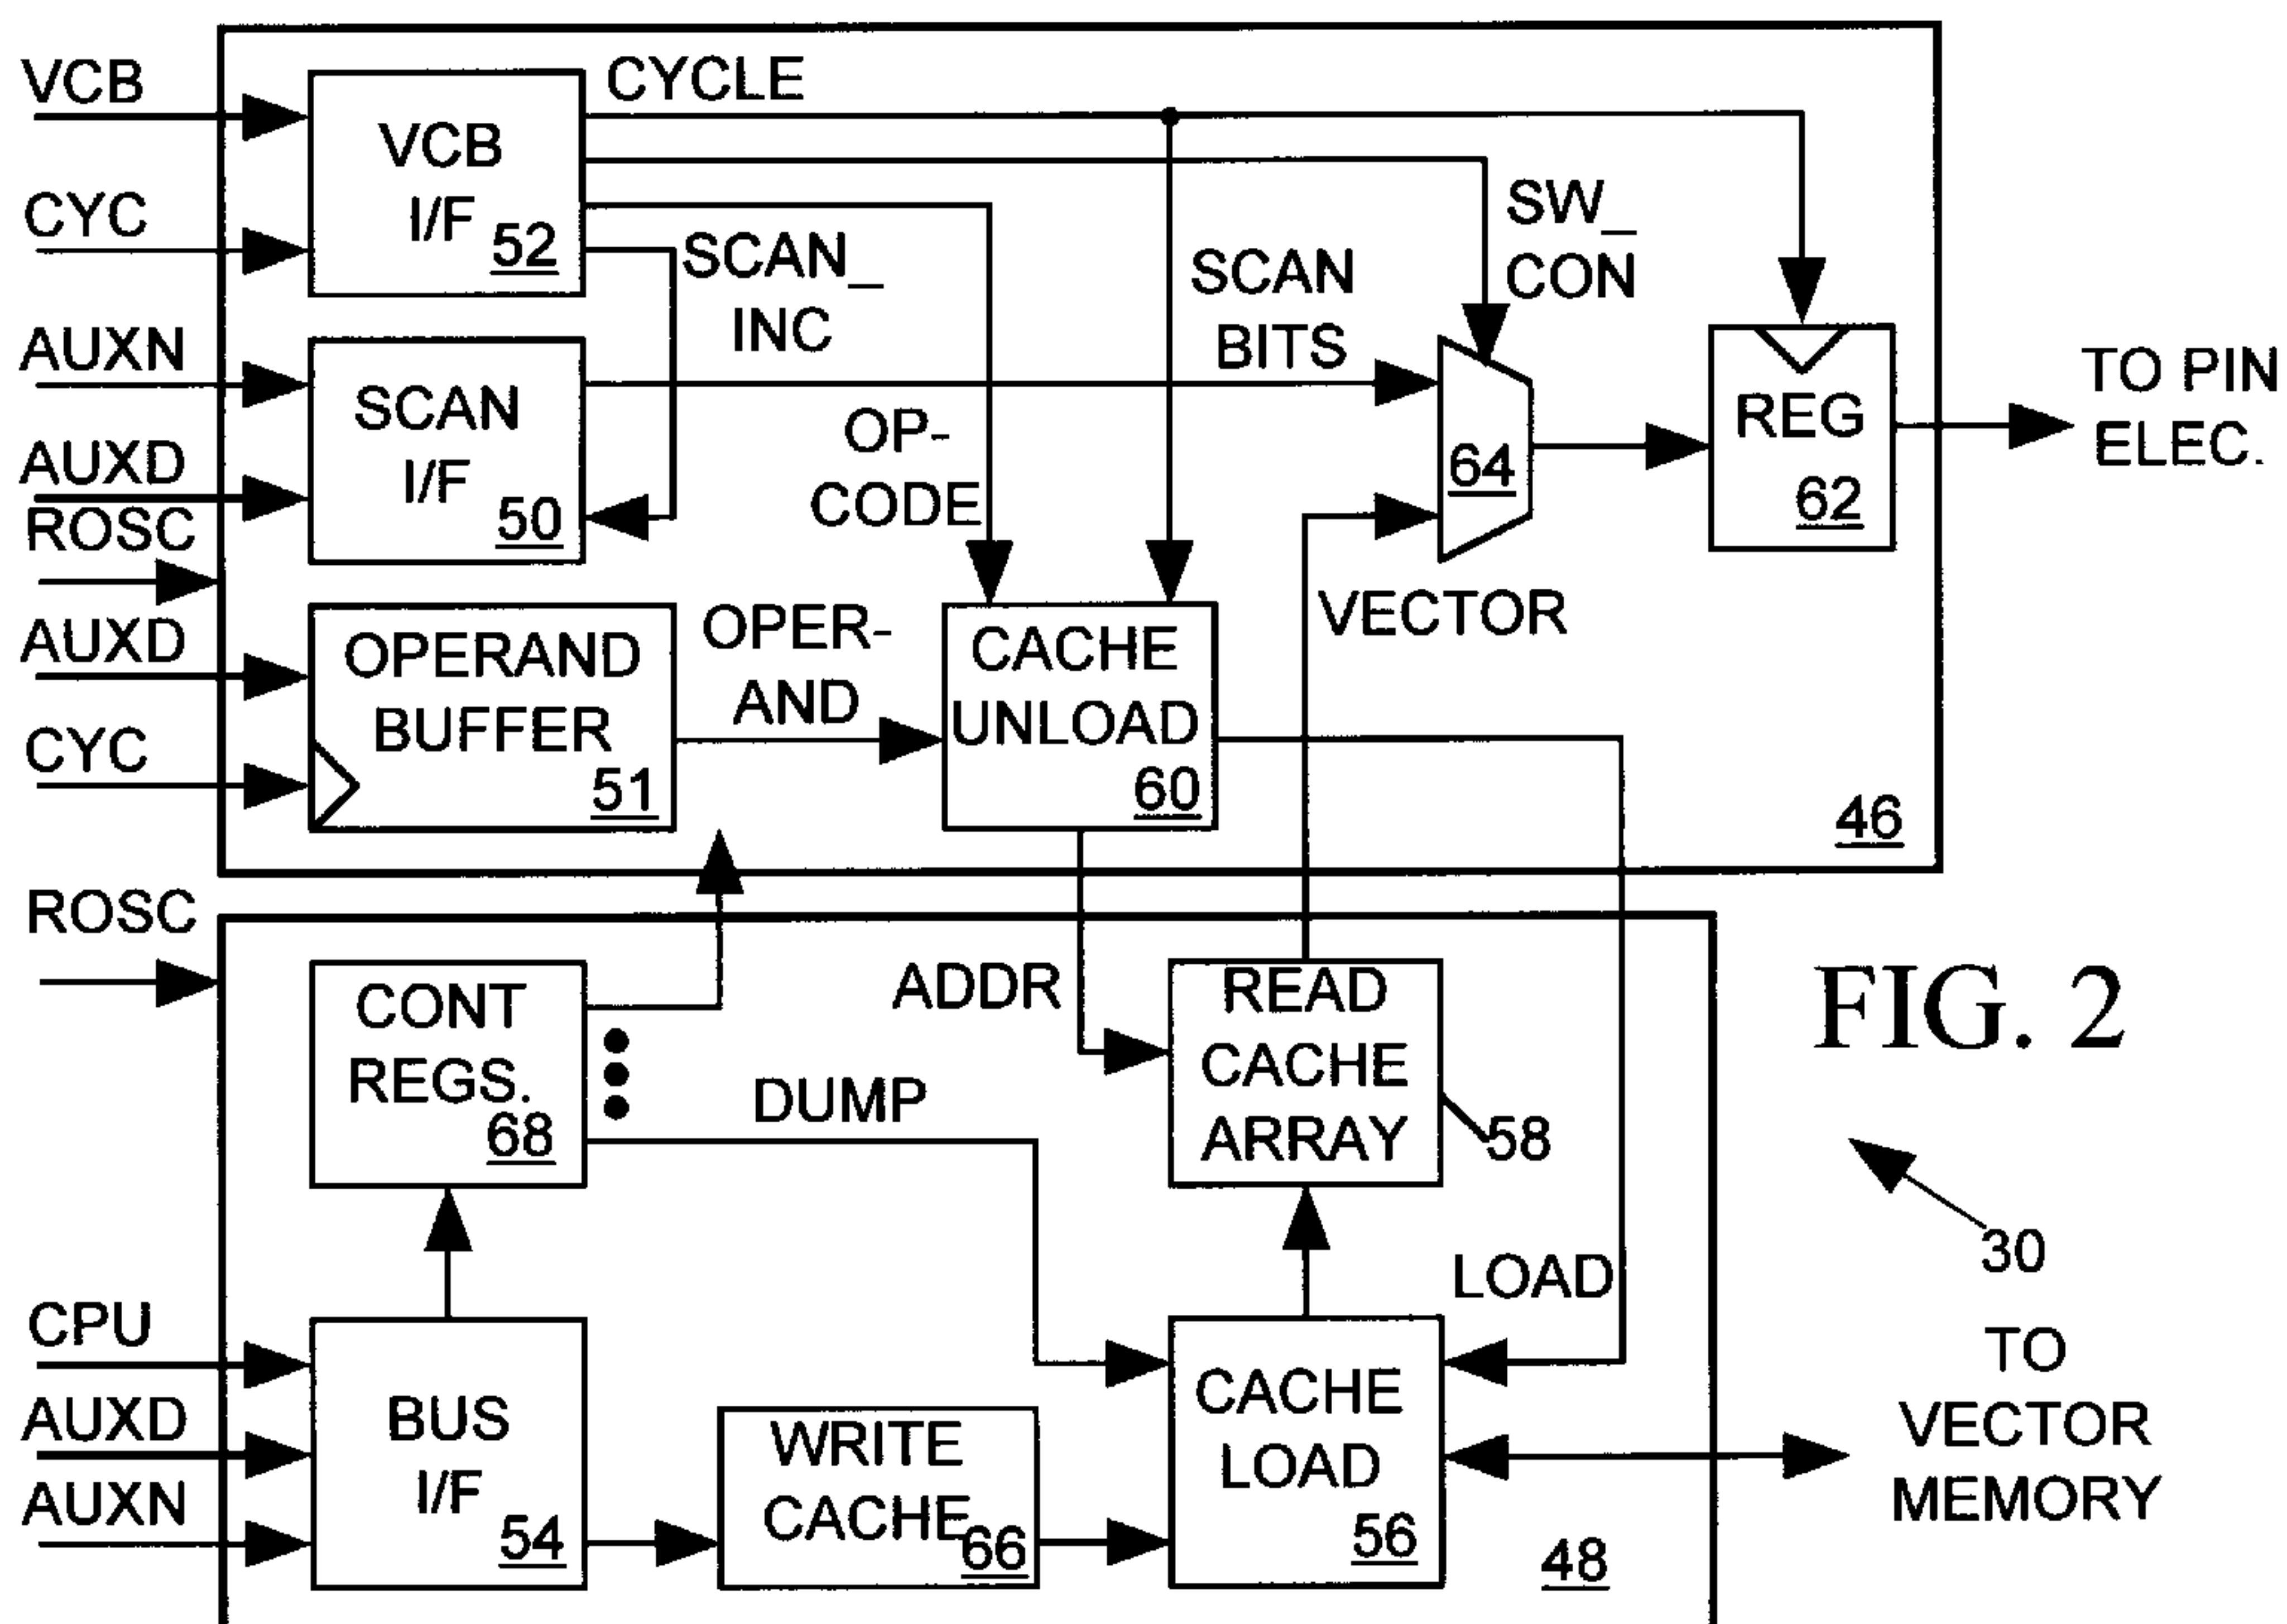 VCB
CYC
AUXN
AUXD
ROSC
AUXD
CYC
VCB
I/F
52
CYCLE
SCAN_
INC
SCAN
I/F
50
OP-
CODE
SCAN
BITS
SW_
CON
64
REG
62
TO PIN
ELEC.
OPERAND
BUFFER
51
OPER-
AND
CACHE
UNLOAD
60
VECTOR
46
ROSC
CONT
REGS.
68
DUMP
ADDR
READ
CACHE
ARRAY
58
FIG. 2
30
LOAD
CPU
AUXD
AUXN
BUS
I/F
54
WRITE
CACHE
66
CACHE
LOAD
56
48
TO
VECTOR
MEMORY